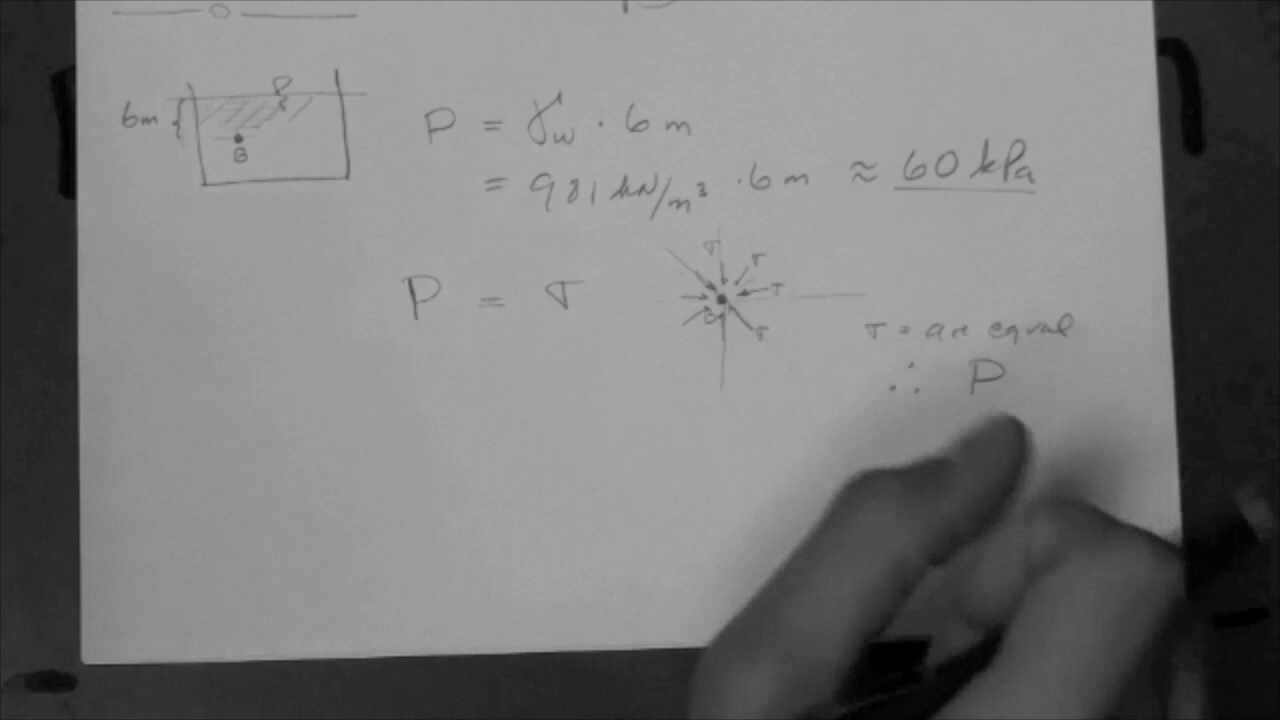 6m
B
P = γw · 6 m
= 9 81 kN/m³ · 6 m ≈ 60 kPa
P = σ
σ
σ
σ
σ
σ = are equal
∴ P